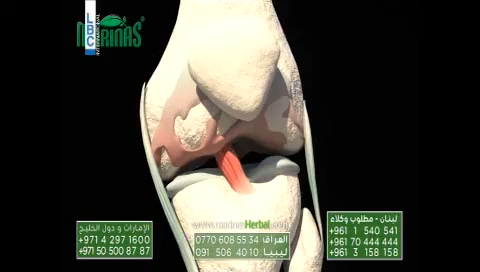 LBC
INTERNATIONAL
www.nourinasHerbal.com
الإمارات و دول الخليج
+971 4 297 1600
+971 50 500 87 87
العراق 0770 608 55 34
ليبيا 091 506 40 10
لبنان - مطلوب وكلاء
+961 1 540 541
+961 70 444 444
+961 3 158 158